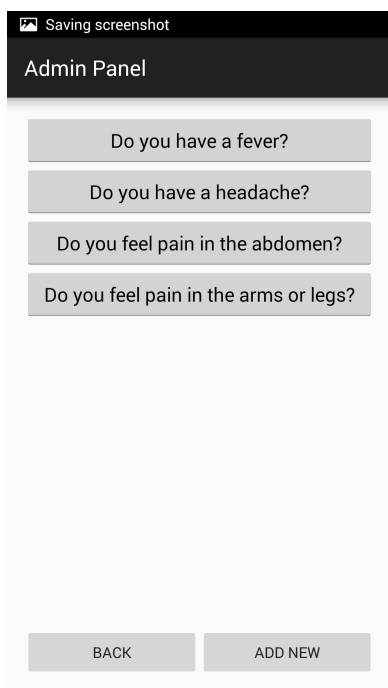 Saving screenshot
Admin Panel
Do you have a fever?
Do you have a headache?
Do you feel pain in the abdomen?
Do you feel pain in the arms or legs?
BACK
ADD NEW